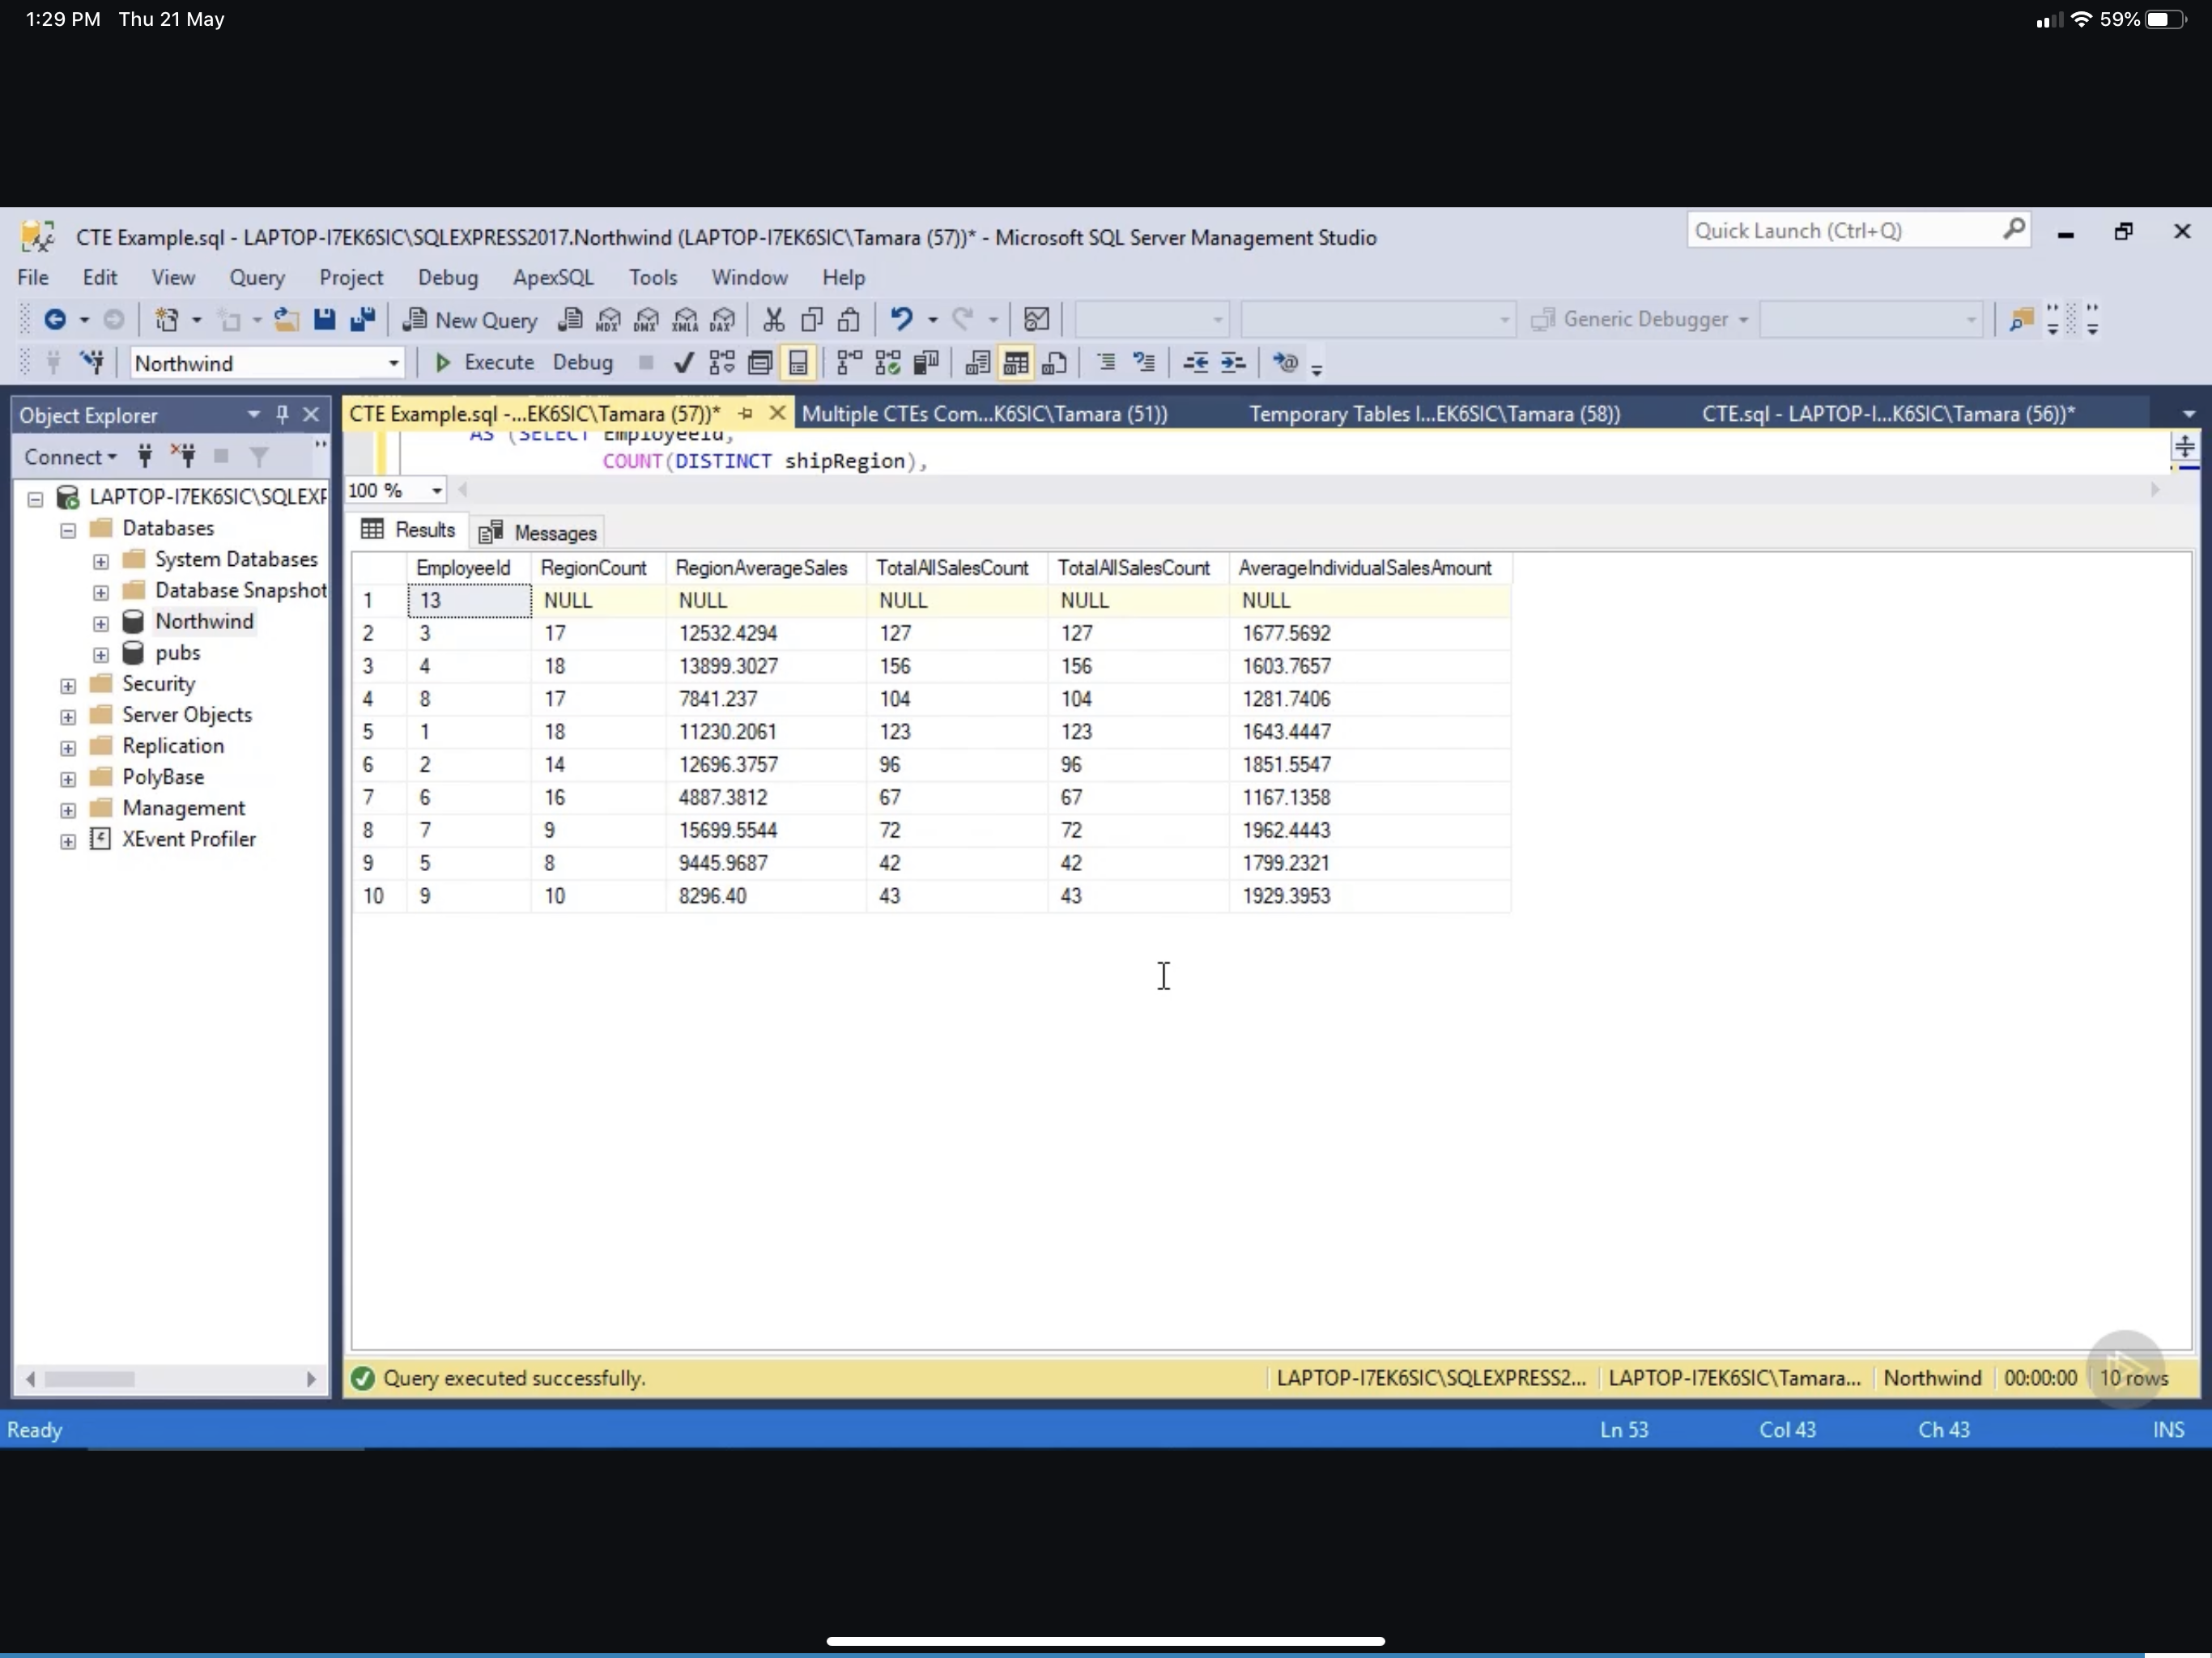 1:29 PM Thu 21 May
59%
CTE Example.sql - LAPTOP-I7EK6SIC\SQLEXPRESS2017.Northwind (LAPTOP-I7EK6SIC\Tamara (57))* - Microsoft SQL Server Management Studio
Quick Launch (Ctrl+Q)
File Edit View Query Project Debug ApexSQL Tools Window Help
New Query MDX DMX XMLA DAX Generic Debugger
Northwind Execute Debug
Object Explorer
CTE Example.sql -...EK6SIC\Tamara (57))* Multiple CTEs Com...K6SIC\Tamara (51)) Temporary Tables I...EK6SIC\Tamara (58)) CTE.sql - LAPTOP-I...K6SIC\Tamara (56))*
Connect
AS (SELECT EmployeeId,
COUNT(DISTINCT shipRegion),
100 %
LAPTOP-I7EK6SIC\SQLEXF
Databases
System Databases
Database Snapshot
Northwind
pubs
Security
Server Objects
Replication
PolyBase
Management
XEvent Profiler
Results Messages
EmployeeId RegionCount RegionAverageSales TotalAllSalesCount TotalAllSalesCount AverageIndividualSalesAmount
1 13 NULL NULL NULL NULL NULL
2 3 17 12532.4294 127 127 1677.5692
3 4 18 13899.3027 156 156 1603.7657
4 8 17 7841.237 104 104 1281.7406
5 1 18 11230.2061 123 123 1643.4447
6 2 14 12696.3757 96 96 1851.5547
7 6 16 4887.3812 67 67 1167.1358
8 7 9 15699.5544 72 72 1962.4443
9 5 8 9445.9687 42 42 1799.2321
10 9 10 8296.40 43 43 1929.3953
Query executed successfully. LAPTOP-I7EK6SIC\SQLEXPRESS2... LAPTOP-I7EK6SIC\Tamara... Northwind 00:00:00 10 rows
Ready Ln 53 Col 43 Ch 43 INS